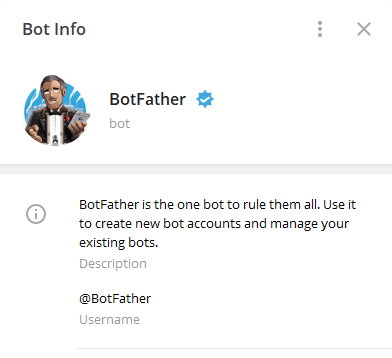 Bot Info
BotFather
bot
BotFather is the one bot to rule them all. Use it
to create new bot accounts and manage your
existing bots.
Description
@BotFather
Username